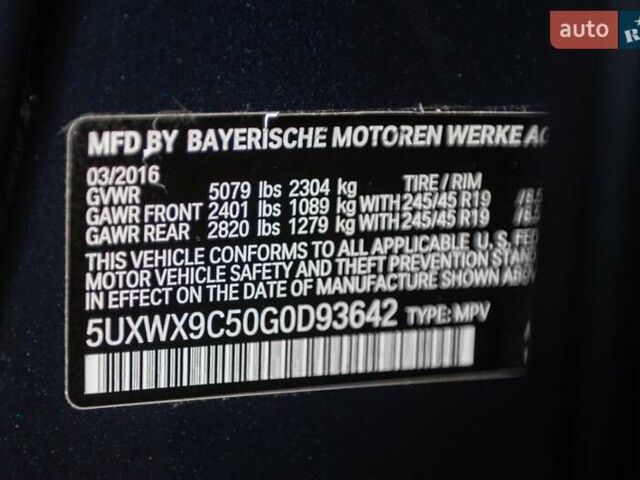 auto
MFD BY BAYERISCHE MOTOREN WERKE AG
03/2016
GVWR 5079 lbs 2304 kg TIRE / RIM
GAWR FRONT 2401 lbs 1089 kg WITH 245/45 R19
GAWR REAR 2820 lbs 1279 kg WITH 245/45 R19
THIS VEHICLE CONFORMS TO ALL APPLICABLE U. S. FED
MOTOR VEHICLE SAFETY AND THEFT PREVENTION STAN
EFFECT ON THE DATE OF MANUFACTURE SHOWN ABOV
5UXWX9C50G0D93642 TYPE: MPV